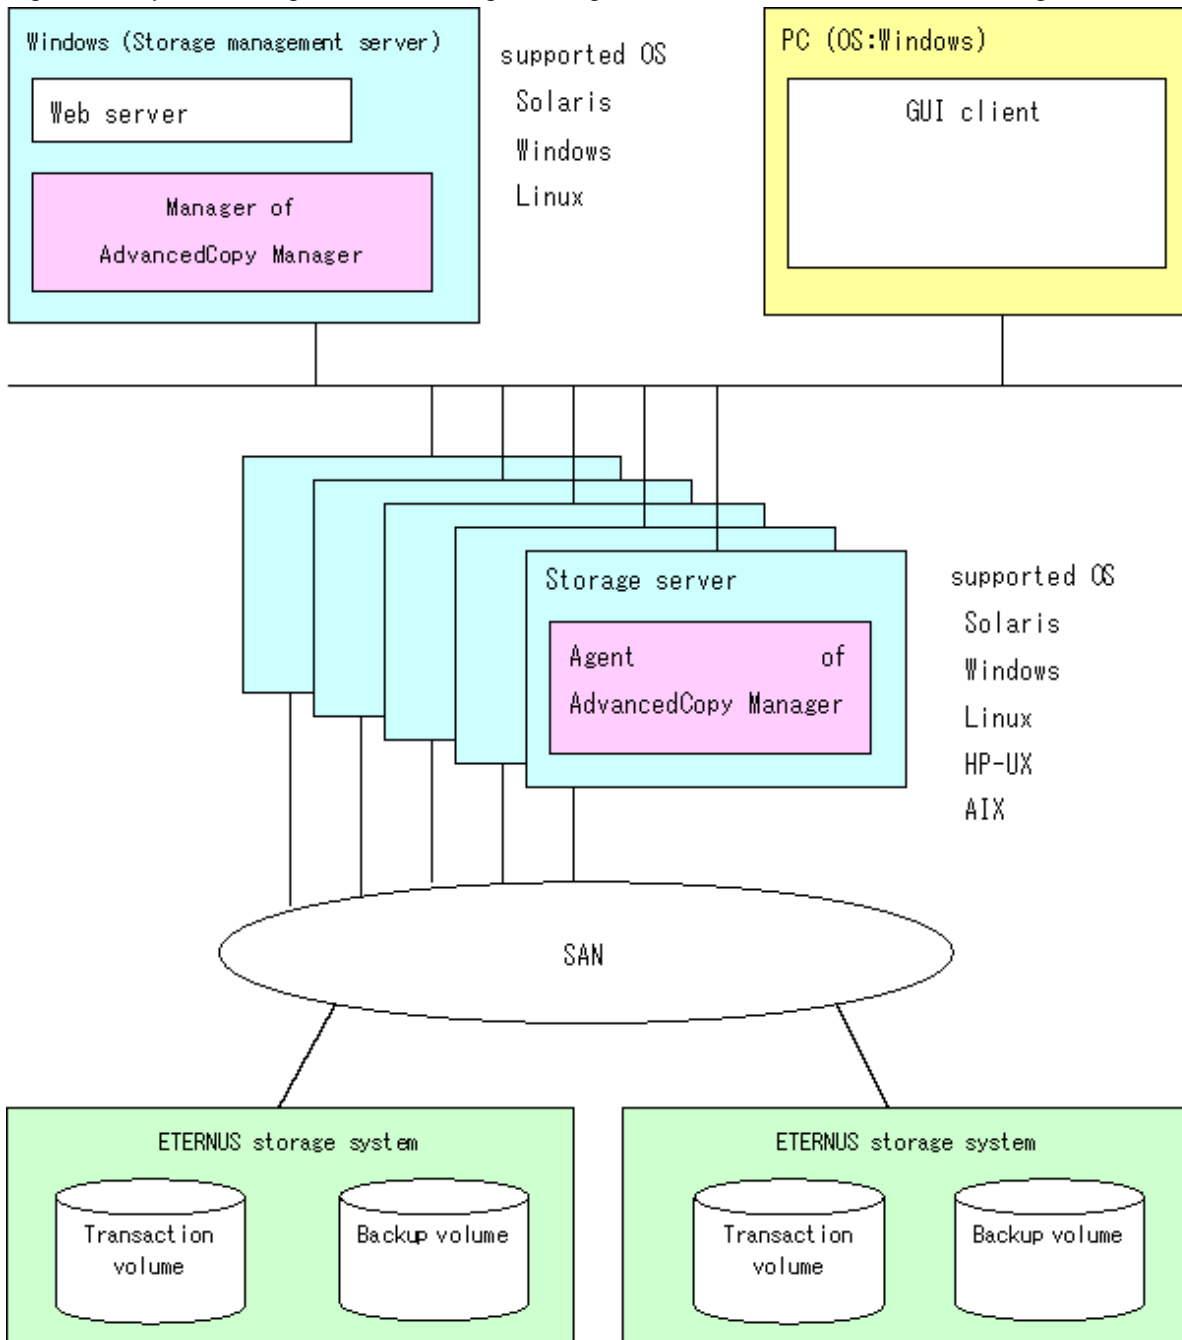 Windows (Storage management server)
Web server
Manager of
AdvancedCopy Manager
supported OS
Solaris
Windows
Linux
PC (OS:Windows)
GUI client
Storage server
Agent of
AdvancedCopy Manager
supported OS
Solaris
Windows
Linux
HP-UX
AIX
SAN
ETERNUS storage system
Transaction
volume
Backup volume
ETERNUS storage system
Transaction
volume
Backup volume